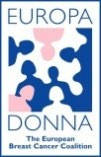 EUROPA
DONNA
The European
Breast Cancer Coalition